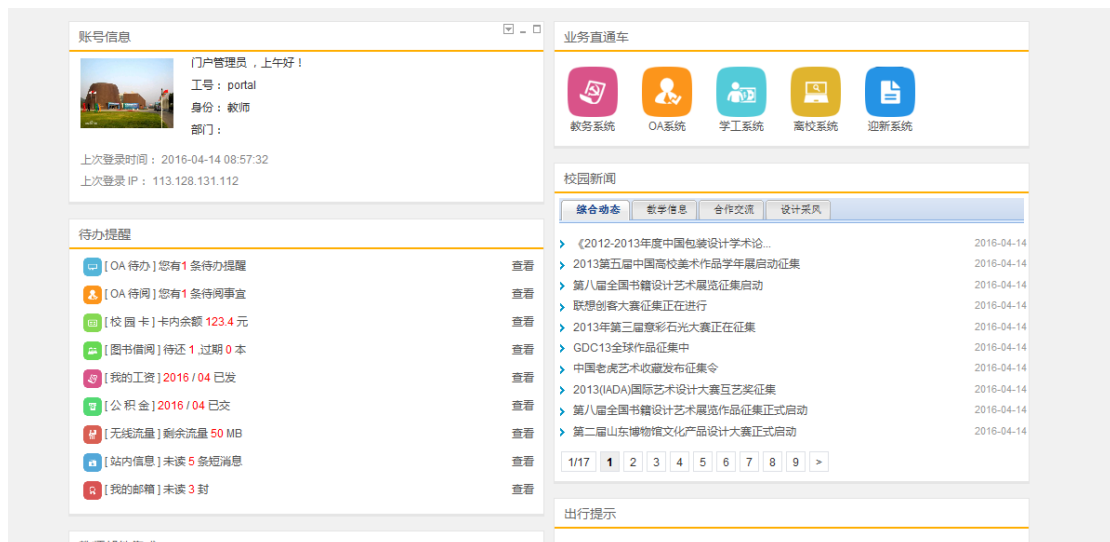 账号信息
门户管理员 ，上午好！
工号： portal
身份： 教师
部门：
上次登录时间： 2016-04-14 08:57:32
上次登录 IP： 113.128.131.112
待办提醒
[ OA 待办 ] 您有1 条待办提醒 查看
[ OA 待阅 ] 您有1 条待阅事宜 查看
[ 校 园 卡 ] 卡内余额 123.4 元 查看
[ 图书借阅 ] 待还 1 ,过期 0 本 查看
[ 我的工资 ] 2016 / 04 已发 查看
[ 公 积 金 ] 2016 / 04 已交 查看
[ 无线流量 ] 剩余流量 50 MB 查看
[ 站内信息 ] 未读 5 条短消息 查看
[ 我的邮箱 ] 未读 3 封 查看
业务直通车
教务系统 OA系统 学工系统 离校系统 迎新系统
校园新闻
综合动态 教学信息 合作交流 设计采风
《2012-2013年度中国包装设计学术论... 2016-04-14
2013第五届中国高校美术作品学年展启动征集 2016-04-14
第八届全国书籍设计艺术展览征集启动 2016-04-14
联想创客大赛征集正在进行 2016-04-14
2013年第三届意彩石光大赛正在征集 2016-04-14
GDC13全球作品征集中 2016-04-14
中国老虎艺术收藏发布征集令 2016-04-14
2013(IADA)国际艺术设计大赛互艺奖征集 2016-04-14
第八届全国书籍设计艺术展览作品征集正式启动 2016-04-14
第二届山东博物馆文化产品设计大赛正式启动 2016-04-14
1/17 1 2 3 4 5 6 7 8 9 >
出行提示